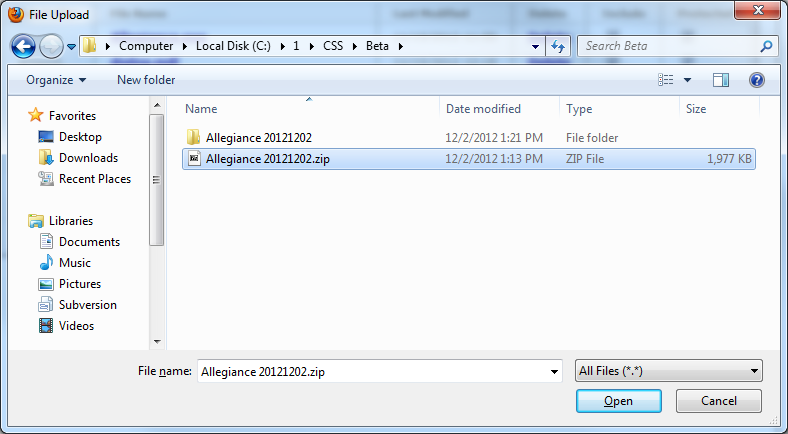 File Upload
Computer Local Disk (C:) 1 CSS Beta Search Beta
Organize New folder
Name Date modified Type Size
Favorites
Desktop
Downloads
Recent Places
Libraries
Documents
Music
Pictures
Subversion
Videos
Allegiance 20121202 12/2/2012 1:21 PM File folder
Allegiance 20121202.zip 12/2/2012 1:13 PM ZIP File 1,977 KB
File name: Allegiance 20121202.zip All Files (*.*)
Open Cancel